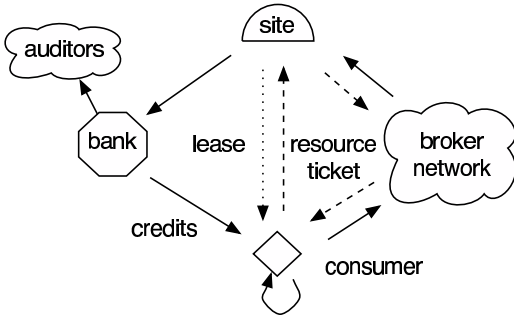 site
auditors
bank
broker
network
lease
resource
ticket
credits
consumer